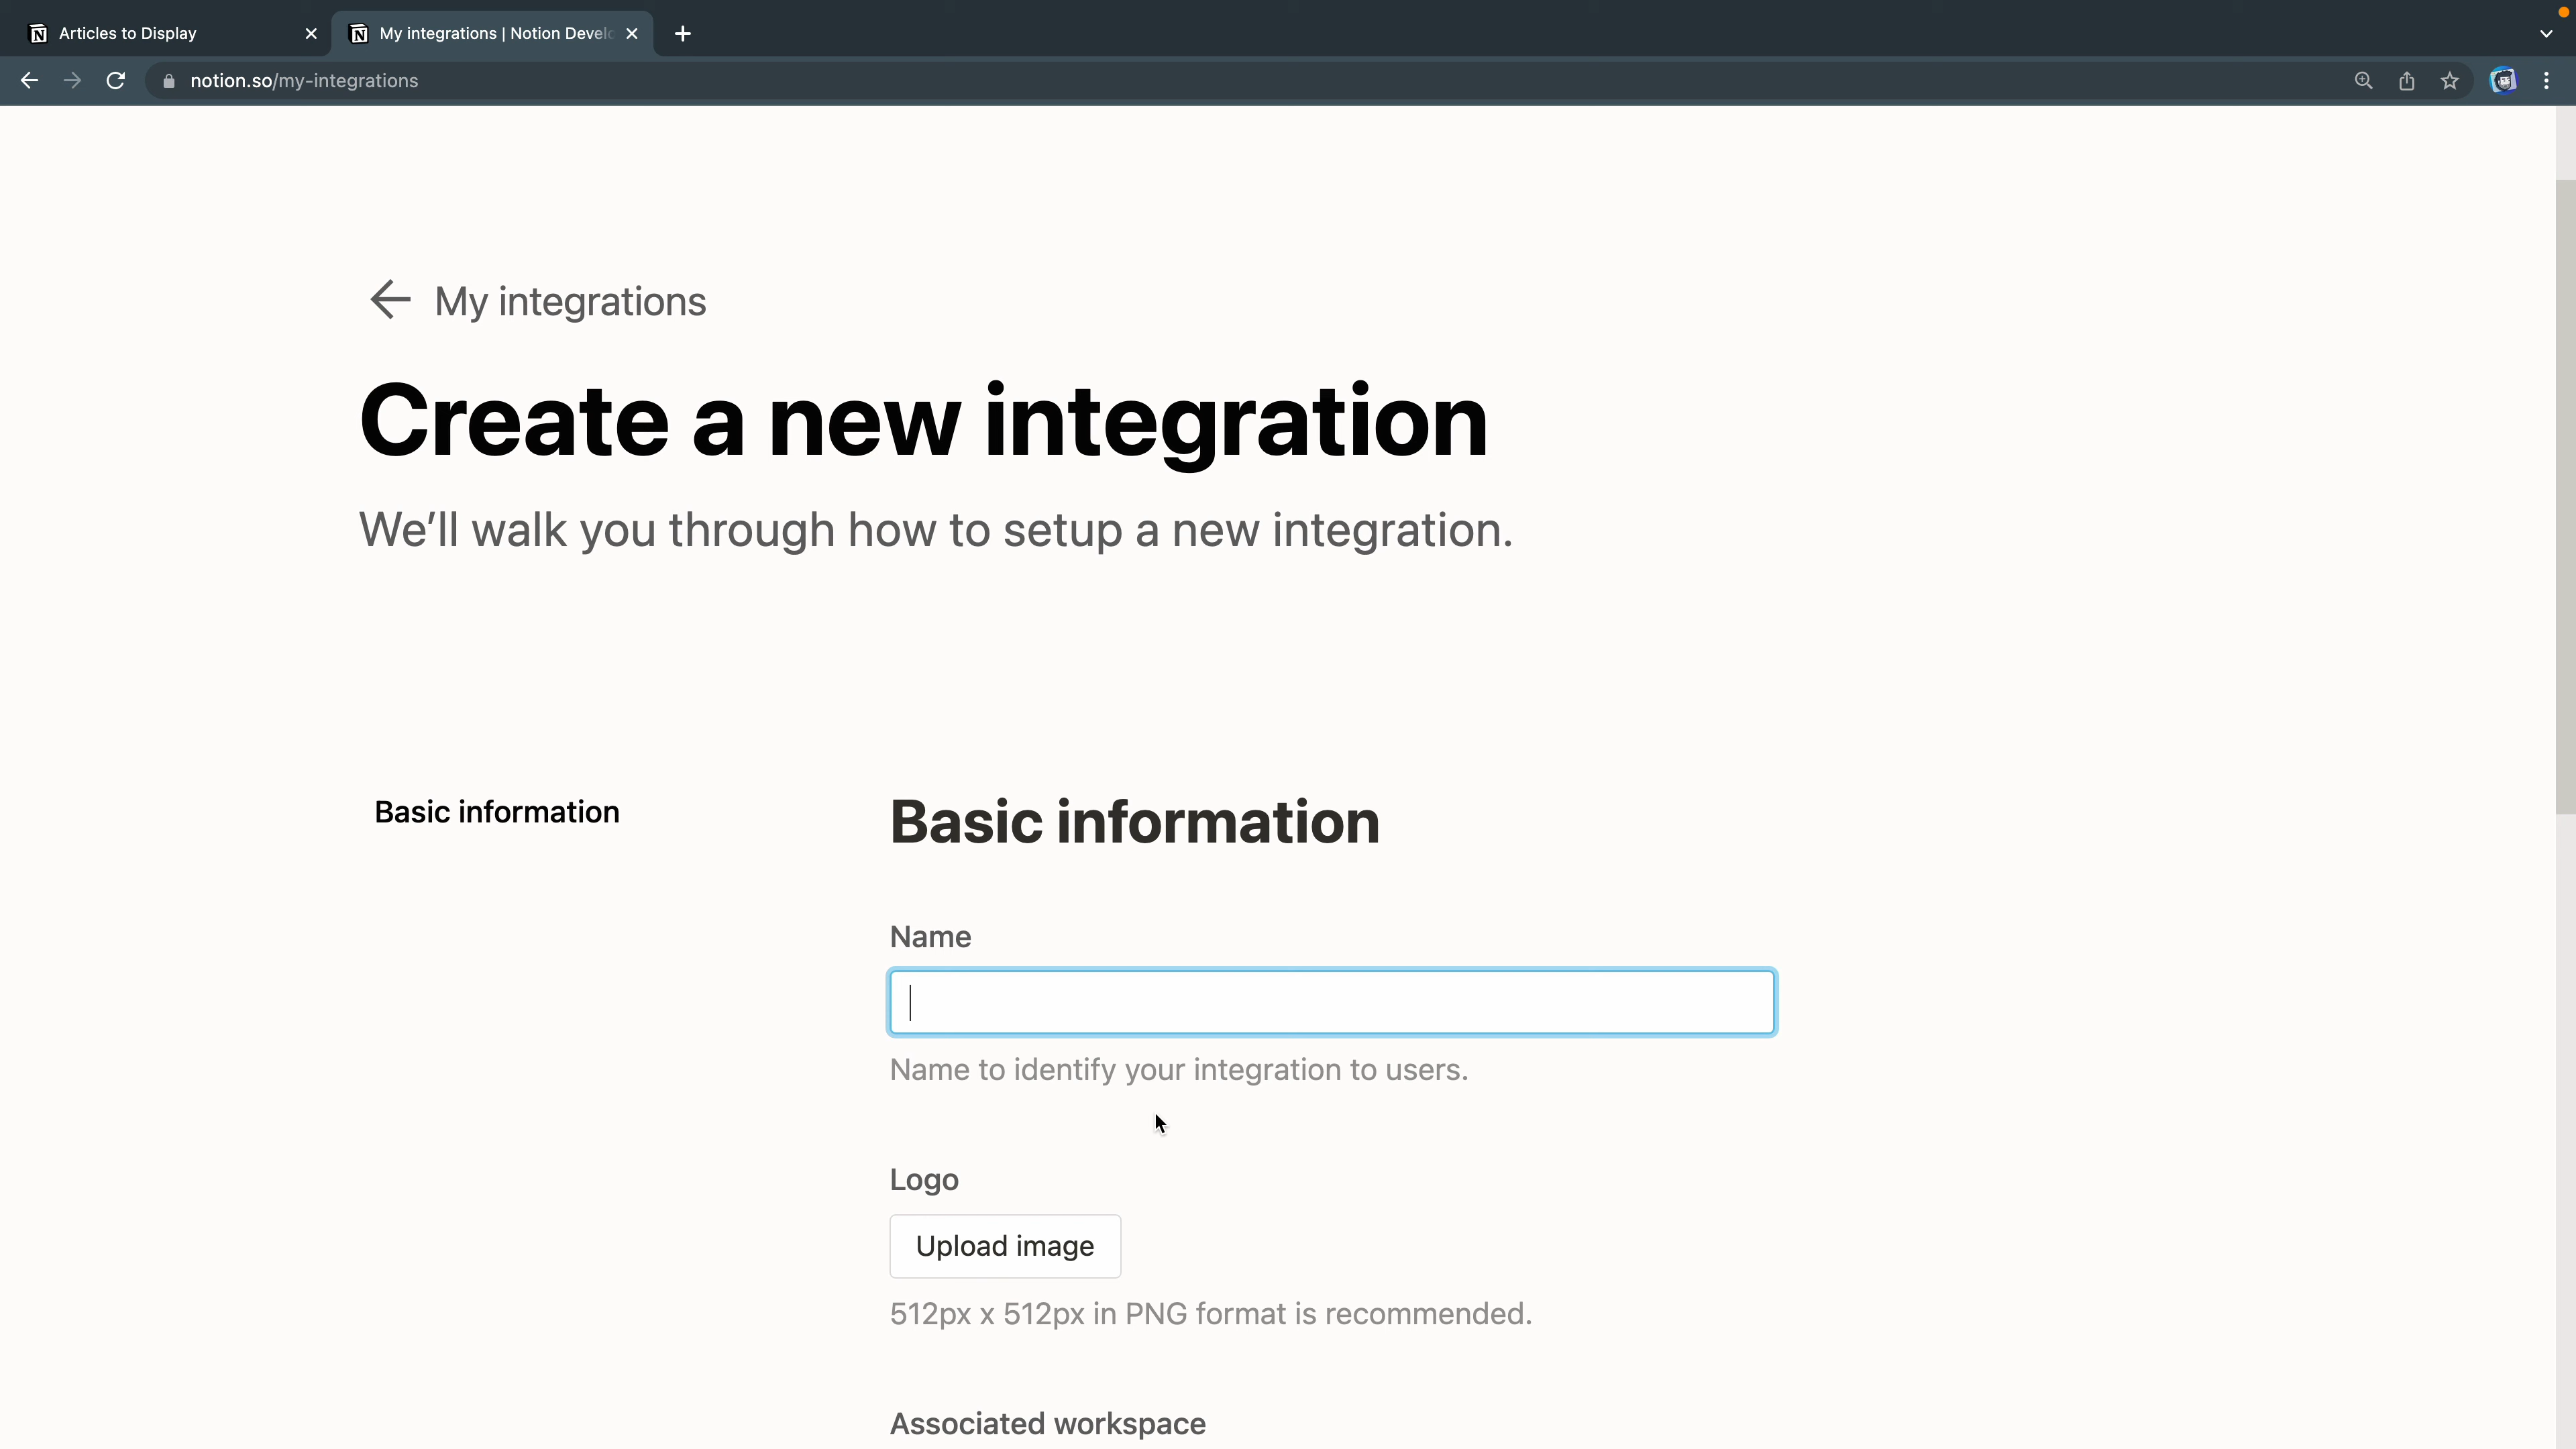 Articles to Display
My integrations | Notion Develo
notion.so/my-integrations
My integrations
Create a new integration
We’ll walk you through how to setup a new integration.
Basic information
Basic information
Name
Name to identify your integration to users.
Logo
Upload image
512px x 512px in PNG format is recommended.
Associated workspace